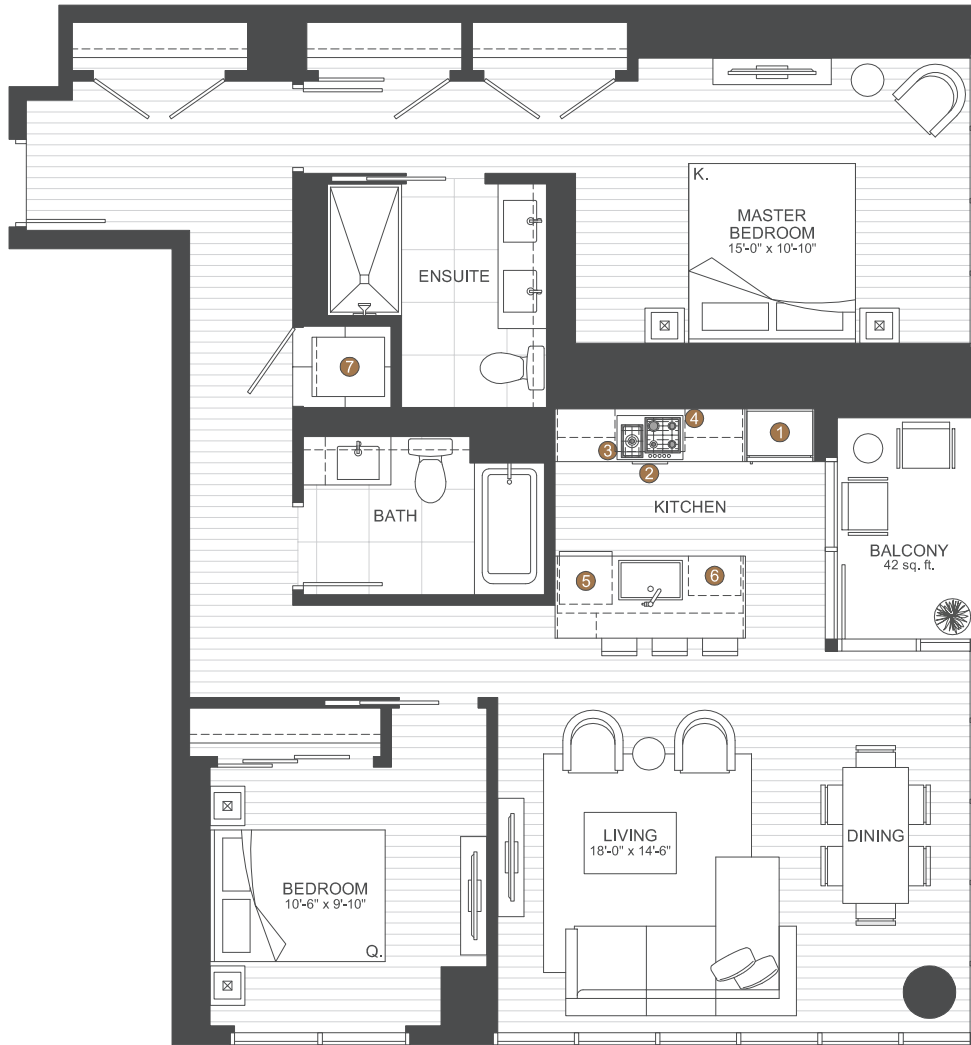 K.
MASTER
BEDROOM
15'-0" x 10'-10"
ENSUITE
7
4
1
3
2
KITCHEN
BATH
BALCONY
42 sq. ft.
5
6
LIVING
18'-0" x 14'-6"
DINING
BEDROOM
10'-6" x 9'-10"
Q.